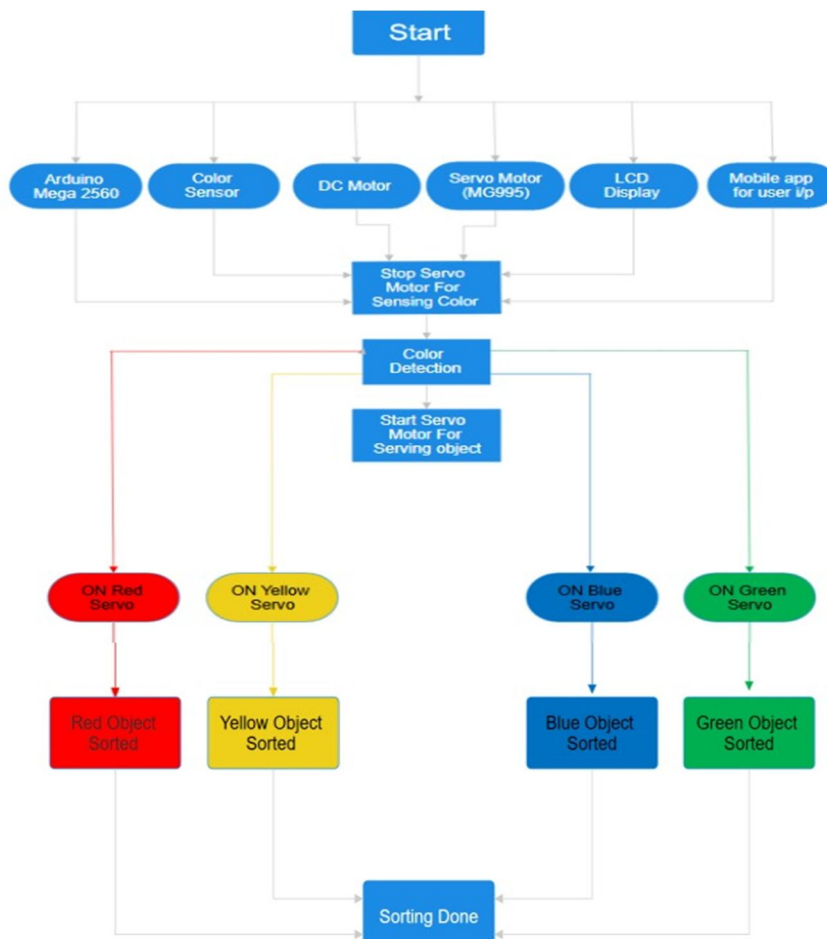 Start
Arduino
Mega 2560
Color
Sensor
DC Motor
Servo Motor
(MG995)
LCD
Display
Mobile app
for user i/p
Stop Servo
Motor For
Sensing Color
Color
Detection
Start Servo
Motor For
Serving object
ON Red
Servo
ON Yellow
Servo
ON Blue
Servo
ON Green
Servo
Red Object
Sorted
Yellow Object
Sorted
Blue Object
Sorted
Green Object
Sorted
Sorting Done